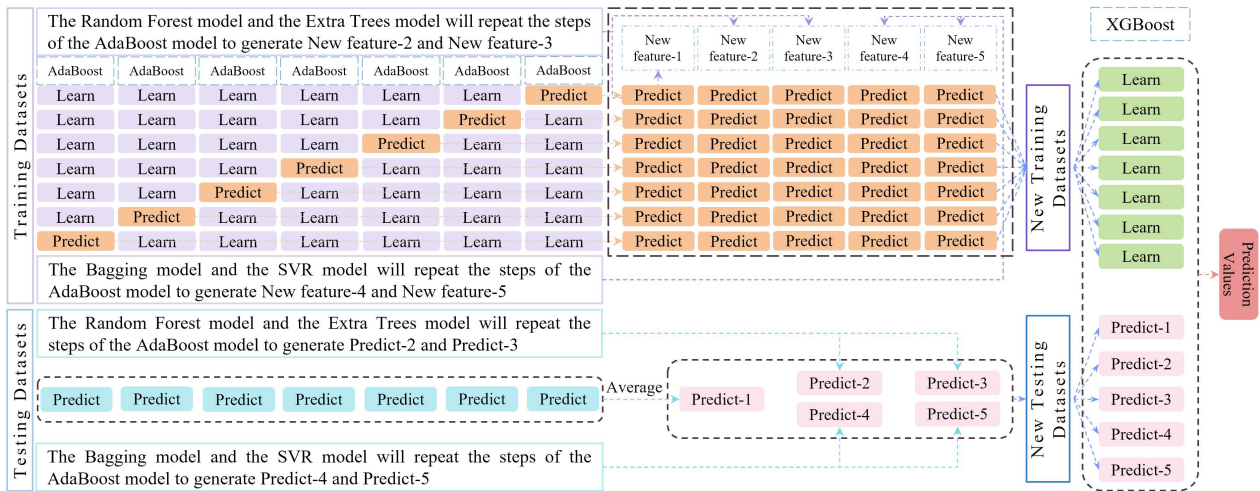 The Random Forest model and the Extra Trees model will repeat the steps
of the AdaBoost model to generate New feature-2 and New feature-3
XGBoost
New feature-1
New feature-2
New feature-3
New feature-4
New feature-5
Training Datasets
AdaBoost AdaBoost AdaBoost AdaBoost AdaBoost AdaBoost AdaBoost
Learn Learn Learn Learn Learn Learn Predict Predict Predict Predict Predict Predict
Learn Learn Learn Learn Learn Predict Learn Predict Predict Predict Predict Predict
Learn Learn Learn Learn Predict Learn Learn Predict Predict Predict Predict Predict
Learn Learn Learn Predict Learn Learn Learn Predict Predict Predict Predict Predict
Learn Learn Predict Learn Learn Learn Learn Predict Predict Predict Predict Predict
Learn Predict Learn Learn Learn Learn Learn Predict Predict Predict Predict Predict
Predict Learn Learn Learn Learn Learn Learn Predict Predict Predict Predict Predict
New Training
Datasets
Learn
Learn
Learn
Learn
Learn
Learn
Learn
The Bagging model and the SVR model will repeat the steps of the
AdaBoost model to generate New feature-4 and New feature-5
Prediction
Values
Testing Datasets
The Random Forest model and the Extra Trees model will repeat the
steps of the AdaBoost model to generate Predict-2 and Predict-3
Predict Predict Predict Predict Predict Predict Predict
Average
Predict-1
Predict-2 Predict-3
Predict-4 Predict-5
New Testing
Datasets
Predict-1
Predict-2
Predict-3
Predict-4
Predict-5
The Bagging model and the SVR model will repeat the steps of the
AdaBoost model to generate Predict-4 and Predict-5